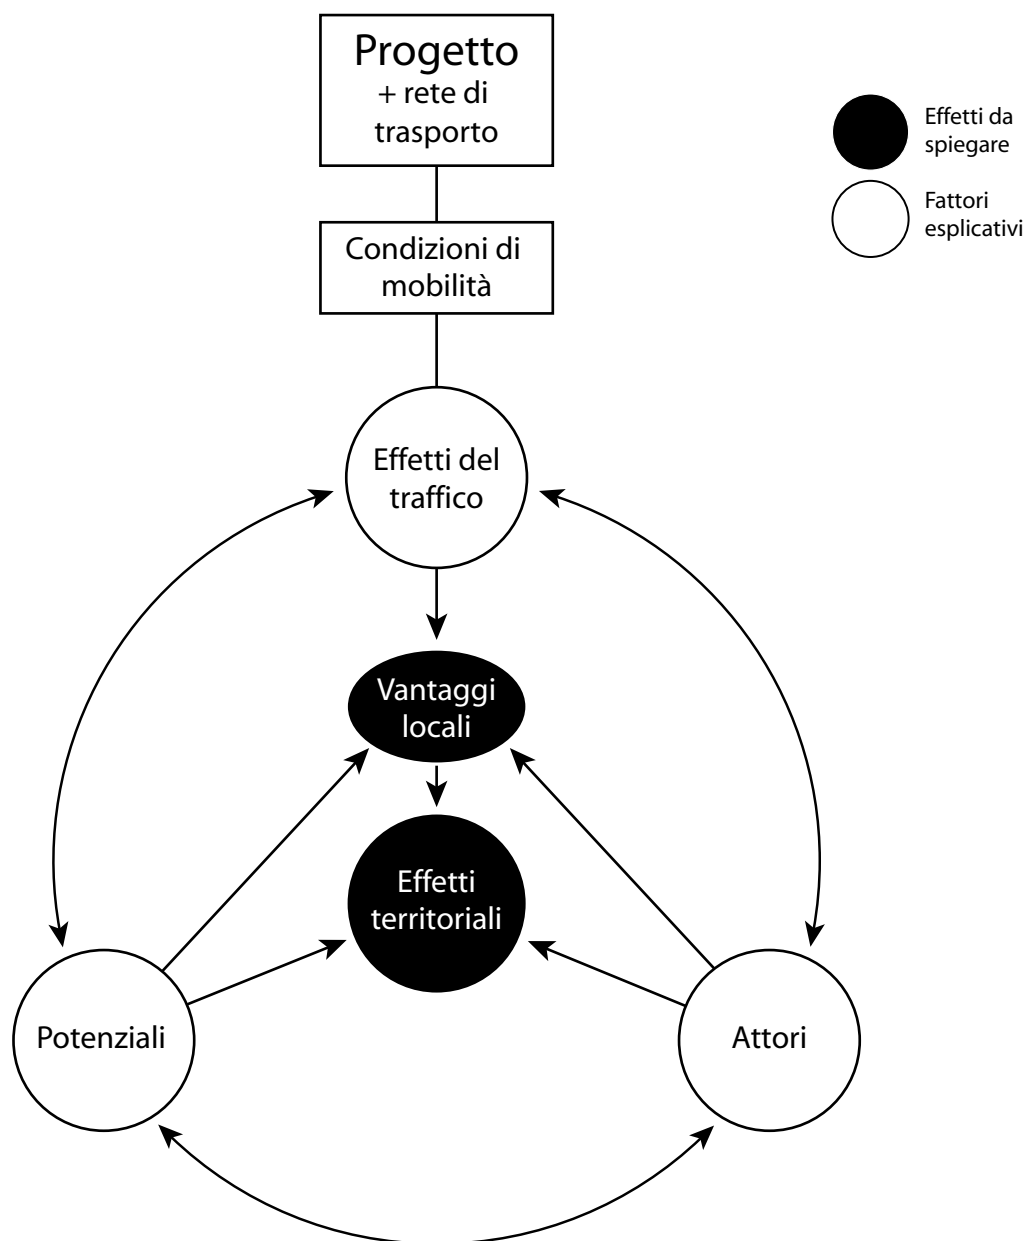 Progetto
+ rete di
trasporto
Effetti da
spiegare
Fattori
esplicativi
Condizioni di
mobilità
Effetti del
traffico
Vantaggi
locali
Effetti
territoriali
Potenziali
Attori